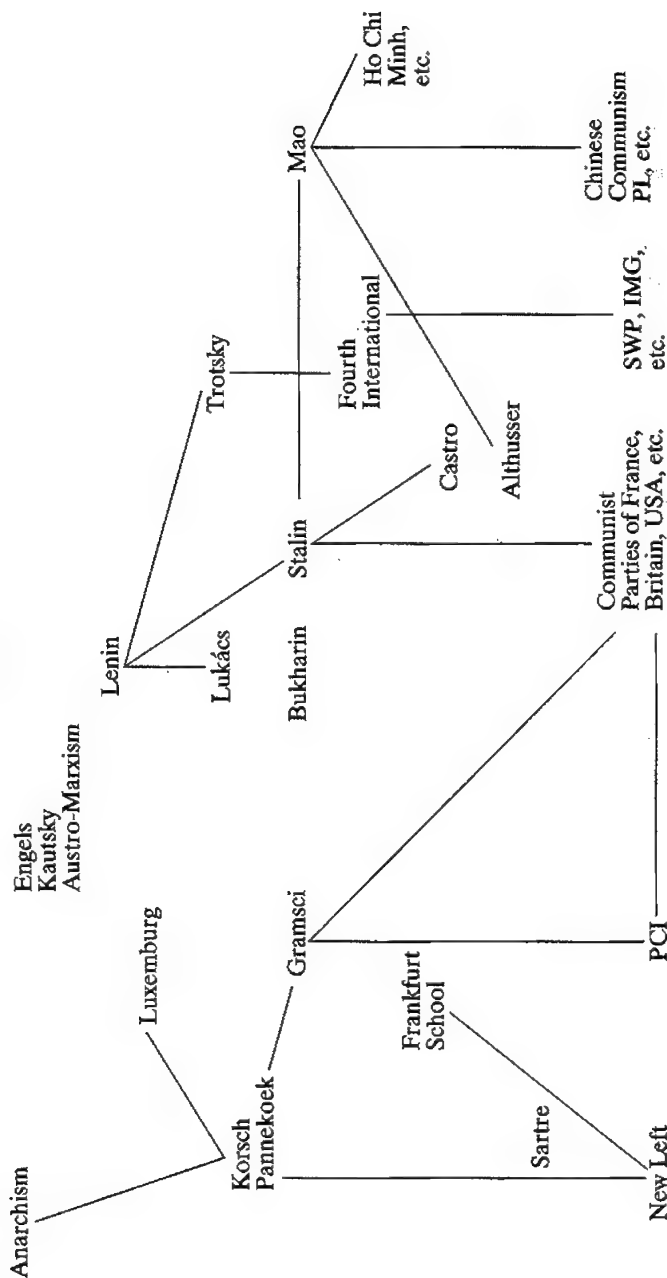 Anarchism
Engels
Kautsky
Austro-Marxism
Luxemburg
Lenin
Lukács
Trotsky
Korsch
Pannekoek
Gramsci
Bukharin
Stalin
Mao
Ho Chi
Minh,
etc.
Frankfurt
School
Fourth
International
Castro
Sartre
Althusser
New Left
PCI
Communist
Parties of France,
Britain, USA, etc.
SWP, IMG,
etc.
Chinese
Communism
PL, etc.